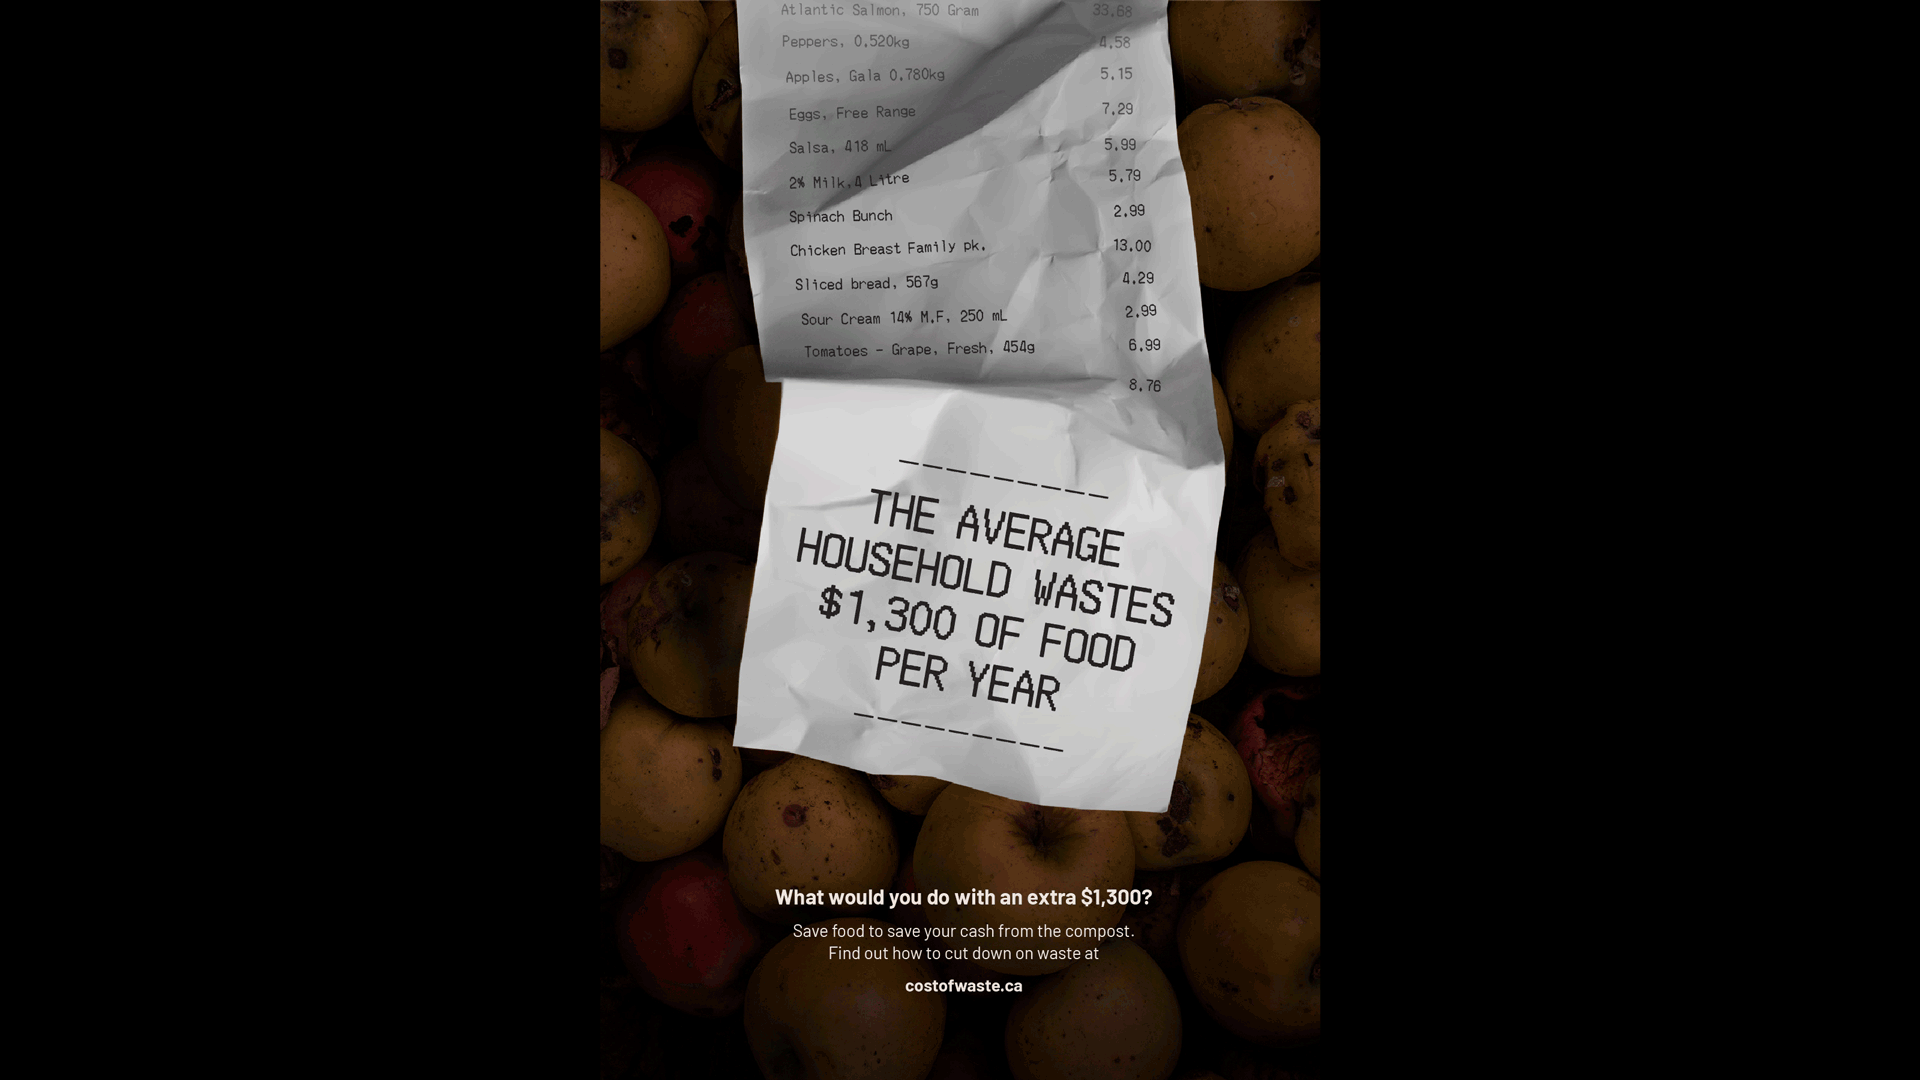 Atlantic Salmon, 750 Gram 33.68
Peppers, 0.520kg 4.58
Apples, Gala 0.780kg 5.15
Eggs, Free Range 7.29
Salsa, 418 mL 5.99
2% Milk,4 Litre 5.79
Spinach Bunch 2.99
Chicken Breast Family pk. 13.00
Sliced bread, 567g 4.29
Sour Cream 14% M.F, 250 mL 2.99
Tomatoes - Grape, Fresh, 454g 6.99
8.76
THE AVERAGE
HOUSEHOLD WASTES
$1,300 OF FOOD
PER YEAR
What would you do with an extra $1,300?
Save food to save your cash from the compost.
Find out how to cut down on waste at
costofwaste.ca